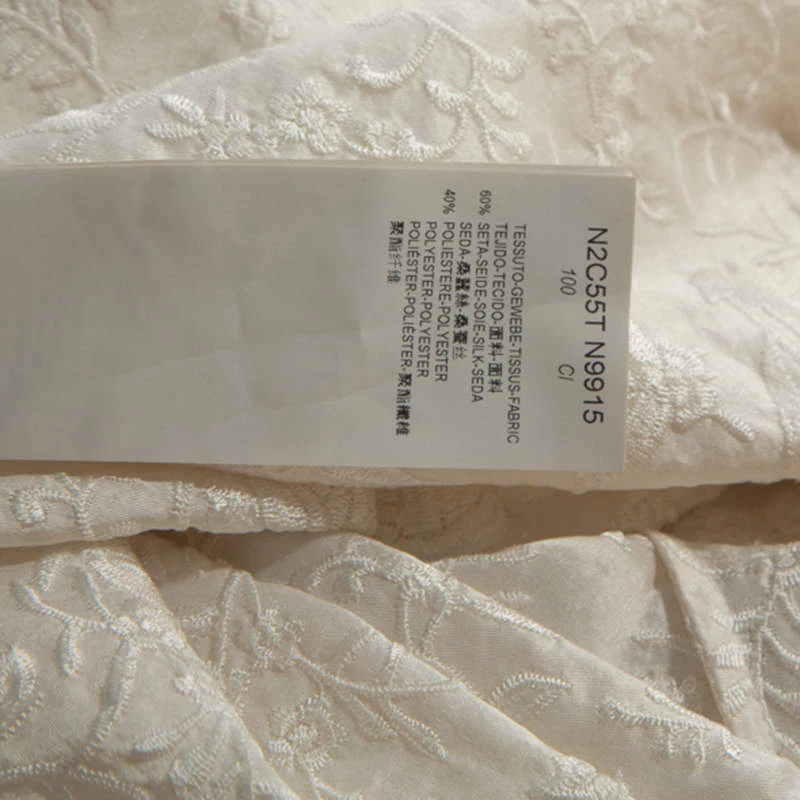 N2C55T N9915
100 CI
TESSUTO-GEWEBE-TISSUS-FABRIC
TEJIDO-TECIDO-面料-面料
60% SETA-SEIDE-SOIE-SILK-SEDA
SEDA-桑蠶絲-桑蚕丝
40% POLIESTERE-POLYESTER
POLYESTER-POLYESTER
POLIÉSTER-POLIÉSTER-聚酯纖維
聚酯纤维